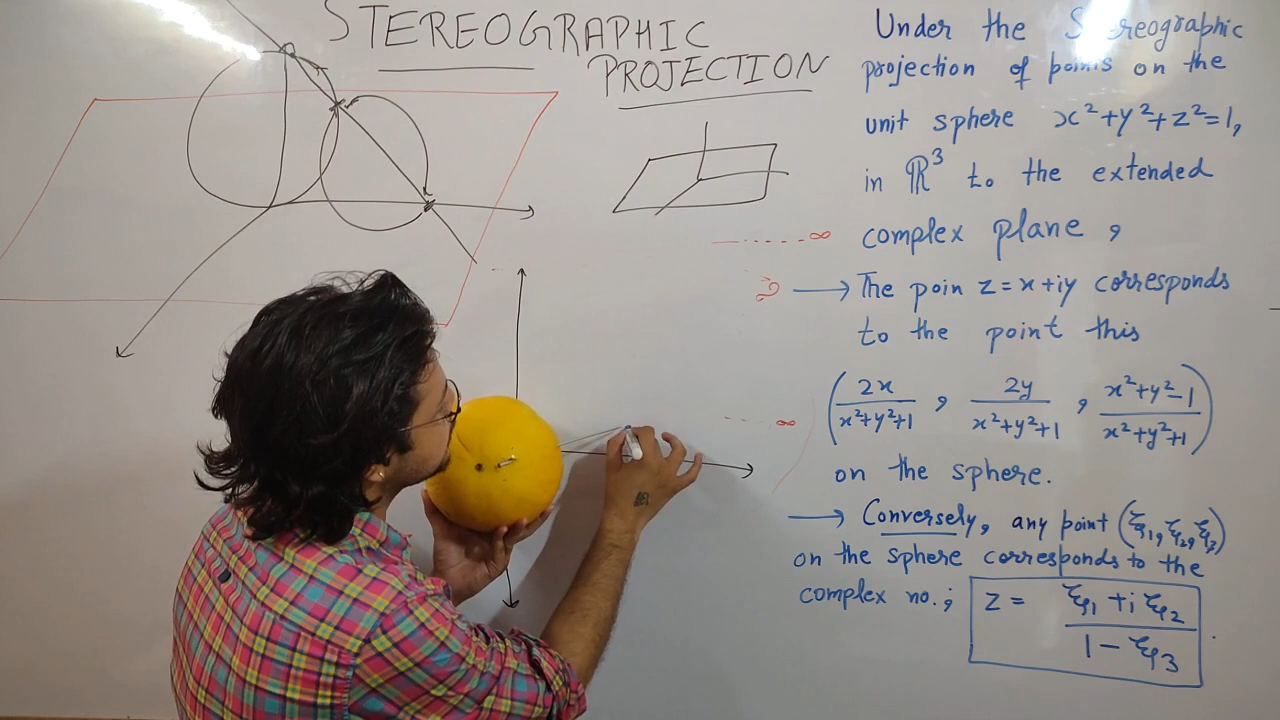 STEREOGRAPHIC
PROJECTION
Under the Stereographic
projection of points on the
unit sphere x²+y²+z²=1,
in ℝ³ to the extended
------∞ complex plane,
→ The poin z=x+iy corresponds
to the point this
(2x/x²+y²+1 , 2y/x²+y²+1 , x²+y²-1/x²+y²+1)
---∞
on the sphere.
→ Conversely, any point (ξ₁, ξ₂, ξ₃)
on the sphere corresponds to the
complex no.; z = ξ₁ + i ξ₂ / 1 - ξ₃